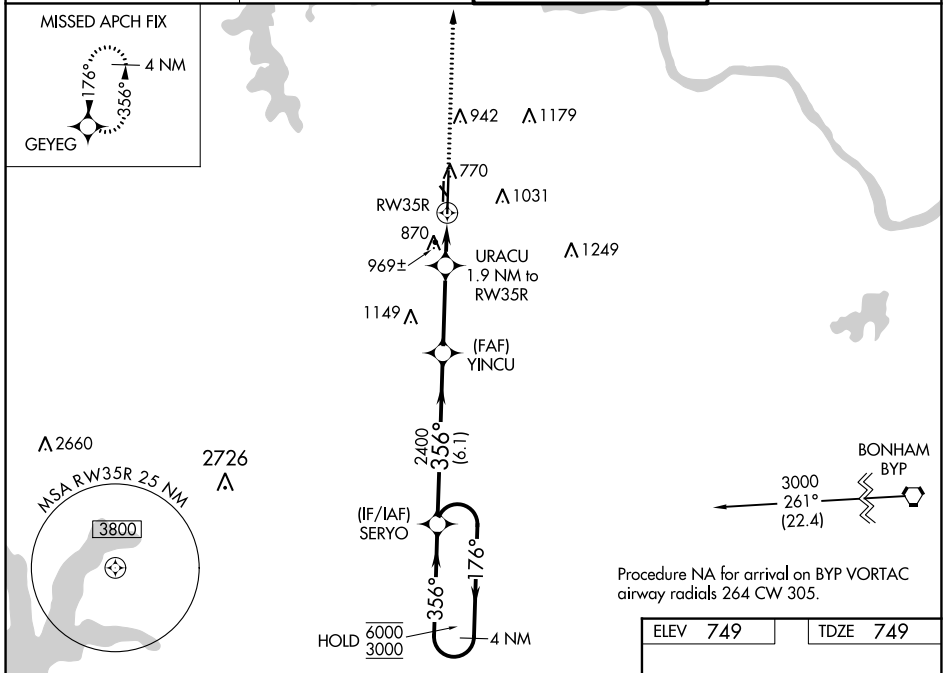 MISSED APCH FIX
4 NM
176°
356°
GEYEG
942
1179
770
1031
RW35R
870
969±
URACU
1.9 NM to
RW35R
1249
1149
(FAF)
YINCU
2400
356°
(6.1)
2660
2726
MSA RW35R 25 NM
3800
BONHAM
BYP
3000
261°
(22.4)
(IF/IAF)
SERYO
356°
176°
HOLD
6000
3000
4 NM
Procedure NA for arrival on BYP VORTAC
airway radials 264 CW 305.
ELEV 749
TDZE 749